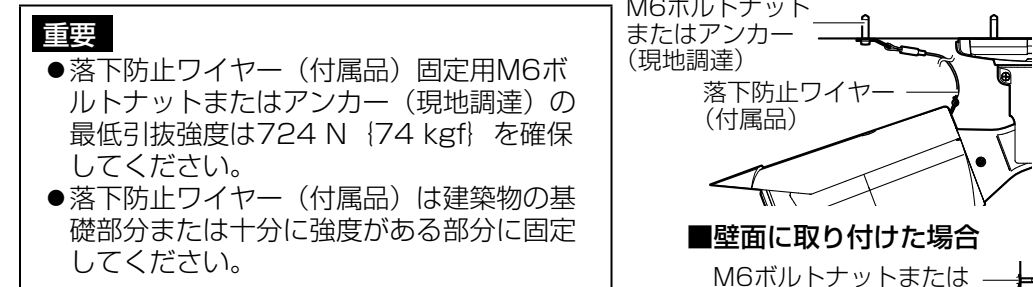 重要
●落下防止ワイヤー（付属品）固定用M6ボ
ルトナットまたはアンカー（現地調達）の
最低引抜強度は724 N｛74 kgf｝を確保
してください。
●落下防止ワイヤー（付属品）は建築物の基
礎部分または十分に強度がある部分に固定
してください。
M6ボルトナット
またはアンカー
（現地調達）
落下防止ワイヤー
（付属品）
■壁面に取り付けた場合
M6ボルトナットまたは